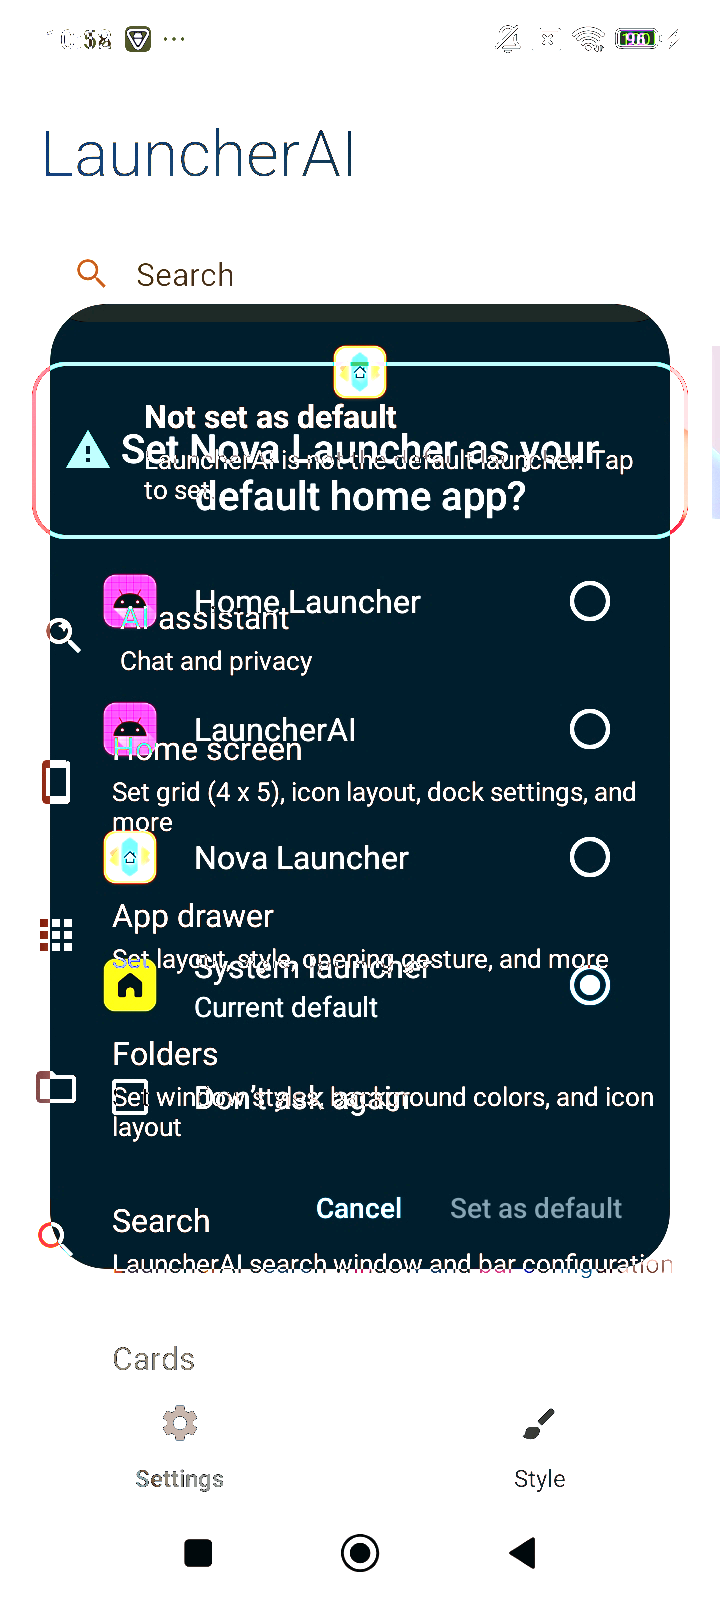 LauncherAI
Search
Not set as default
LauncherAI is not the default launcher. Tap
to set.
Set Nova Launcher as your
default home app?
Home Launcher
AI assistant
Chat and privacy
LauncherAI
Home screen
Set grid (4 x 5), icon layout, dock settings, and
more
Nova Launcher
App drawer
Set layout, style, opening gesture, and more
System launcher
Current default
Folders
Set window styles, background colors, and icon
layout
Don't ask again
Cancel
Set as default
Search
LauncherAI search window and bar configuration
Cards
Settings
Style